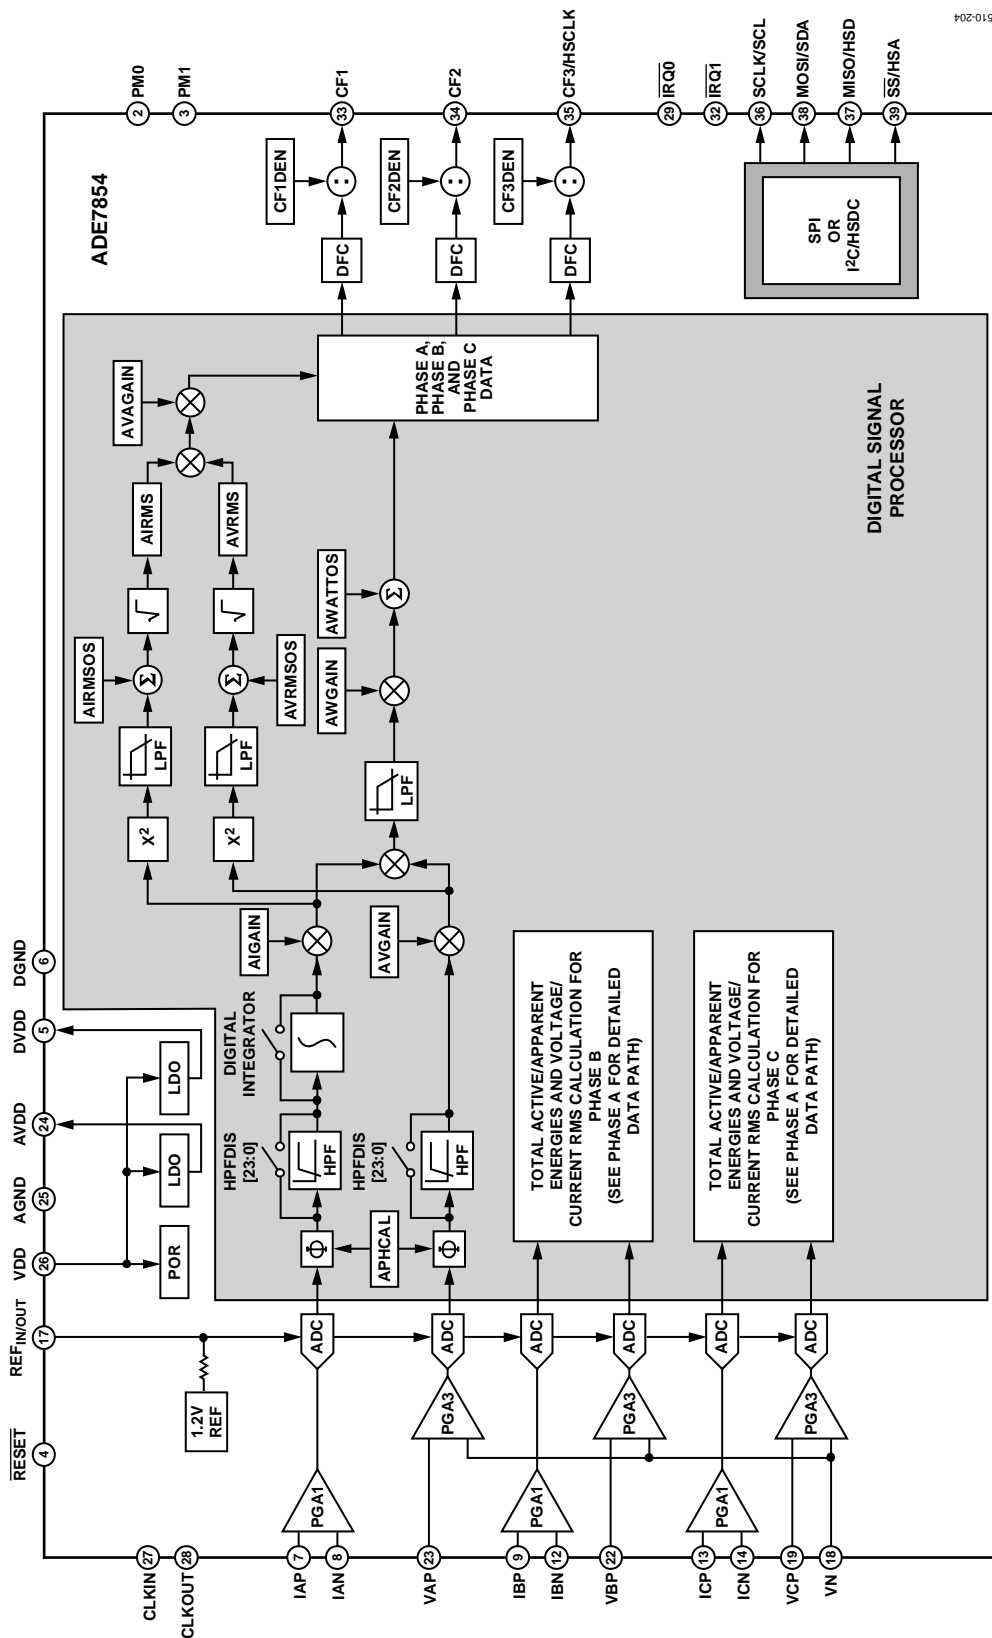 RESET
4
REFIN/OUT
17
VDD
26
AGND
25
AVDD
24
DVDD
5
DGND
6
ADE7854
510-204
1.2V
REF
POR
LDO
LDO
CLKIN
27
CLKOUT
28
IAP
7
IAN
8
VAP
23
IBP
9
IBN
12
VBP
22
ICP
13
ICN
14
VCP
19
VN
18
PGA1
PGA3
PGA1
PGA3
PGA1
PGA3
ADC
ADC
ADC
ADC
ADC
ADC
Φ
APHCAL
Φ
HPFDIS
[23:0]
HPF
HPFDIS
[23:0]
HPF
DIGITAL
INTEGRATOR
AIGAIN
AVGAIN
X²
X²
LPF
LPF
LPF
AIRMSOS
Σ
AVRMSOS
Σ
√
√
AIRMS
AVRMS
AVAGAIN
AWGAIN
AWATTOS
Σ
TOTAL ACTIVE/APPARENT
ENERGIES AND VOLTAGE/
CURRENT RMS CALCULATION FOR
PHASE B
(SEE PHASE A FOR DETAILED
DATA PATH)
TOTAL ACTIVE/APPARENT
ENERGIES AND VOLTAGE/
CURRENT RMS CALCULATION FOR
PHASE C
(SEE PHASE A FOR DETAILED
DATA PATH)
PHASE A,
PHASE B,
AND
PHASE C
DATA
DIGITAL SIGNAL
PROCESSOR
DFC
CF1DEN
:
DFC
CF2DEN
:
DFC
CF3DEN
:
SPI
OR
I²C/HSDC
2
PM0
3
PM1
33
CF1
34
CF2
35
CF3/HSCLK
29
IRQ0
32
IRQ1
36
SCLK/SCL
38
MOSI/SDA
37
MISO/HSD
39
SS/HSA